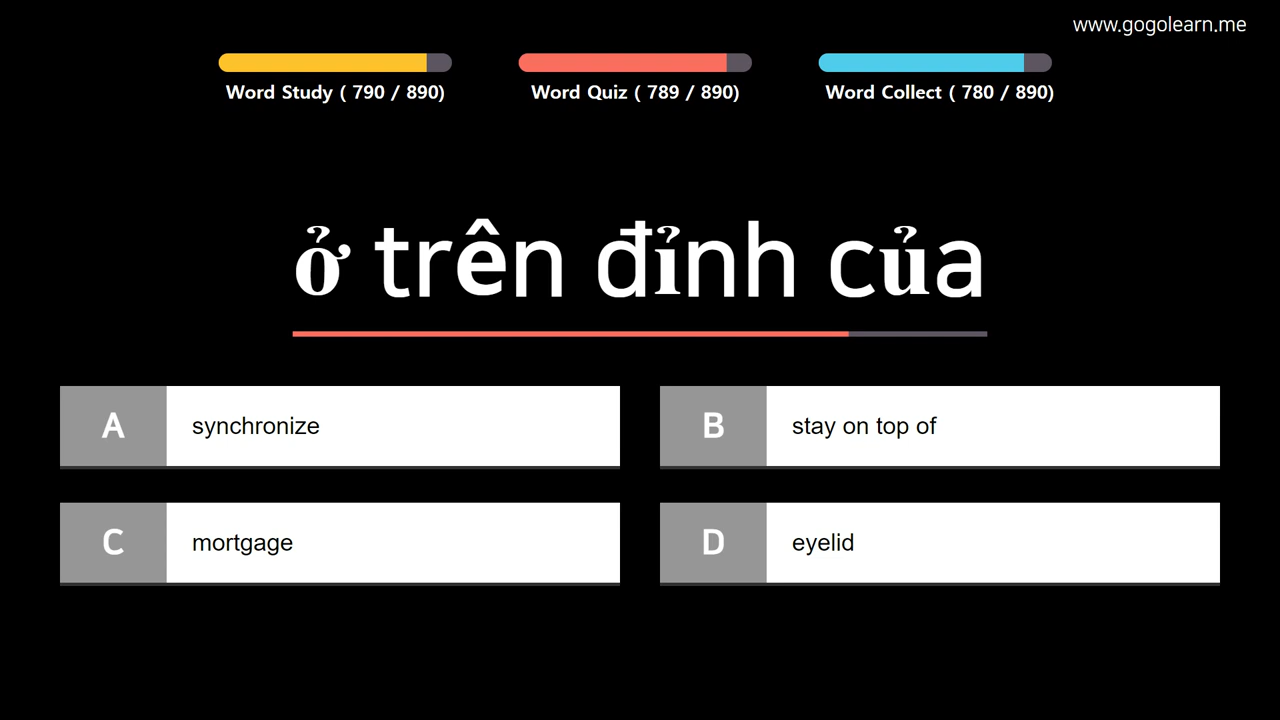 www.gogolearn.me
Word Study ( 790 / 890)
Word Quiz ( 789 / 890)
Word Collect ( 780 / 890)
ở trên đỉnh của
A synchronize
B stay on top of
C mortgage
D eyelid